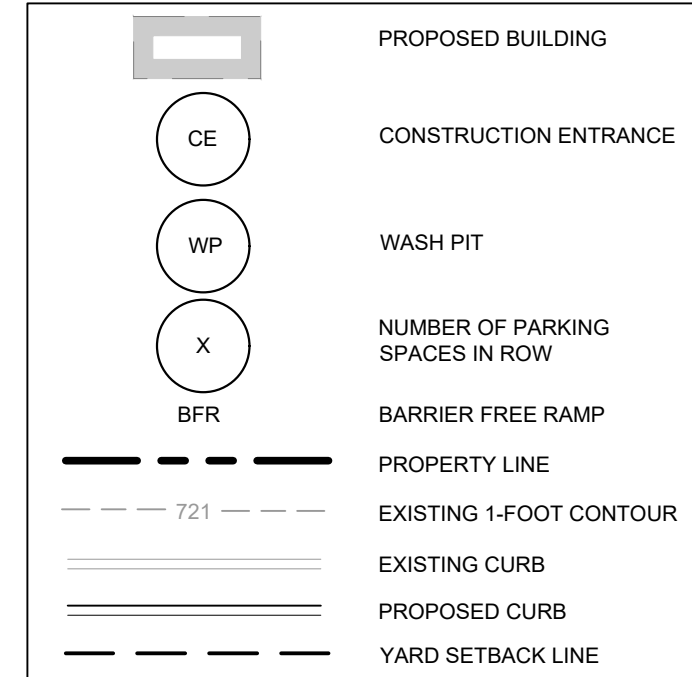 PROPOSED BUILDING
CE CONSTRUCTION ENTRANCE
WP WASH PIT
X NUMBER OF PARKING
SPACES IN ROW
BFR BARRIER FREE RAMP
PROPERTY LINE
721 EXISTING 1-FOOT CONTOUR
EXISTING CURB
PROPOSED CURB
YARD SETBACK LINE